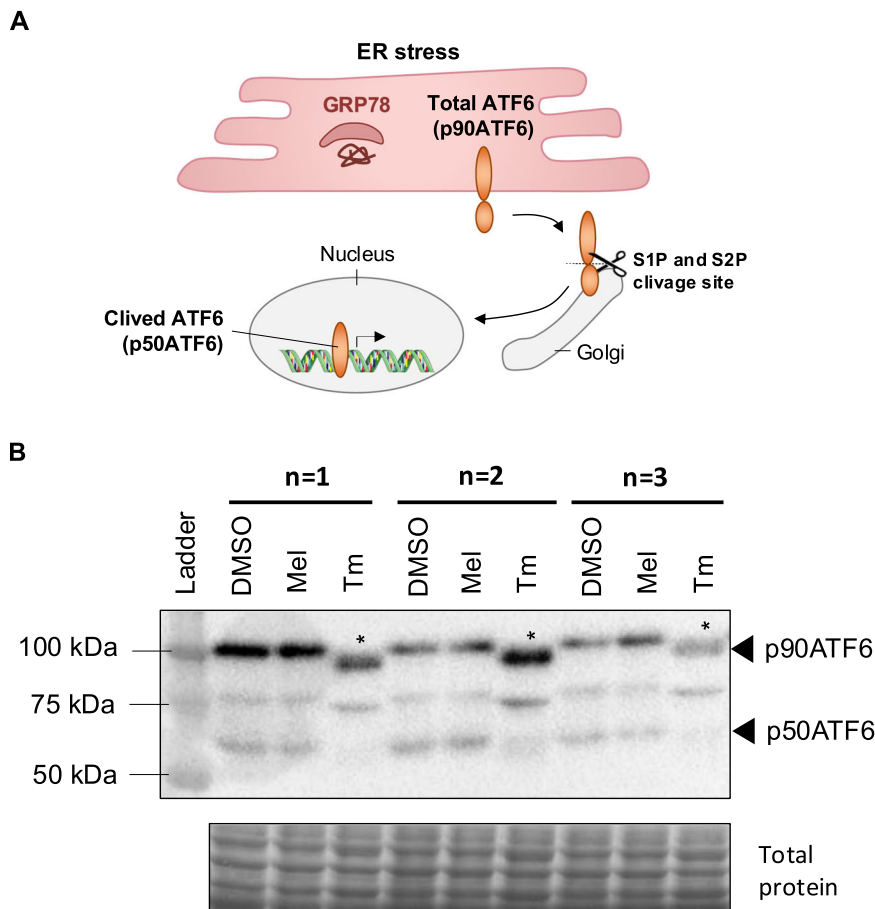 A
ER stress
GRP78
Total ATF6
(p90ATF6)
Nucleus
S1P and S2P
clivage site
Clived ATF6
(p50ATF6)
Golgi
B
n=1
n=2
n=3
Ladder
DMSO
Mel
Tm
DMSO
Mel
Tm
DMSO
Mel
Tm
* * *
100 kDa
p90ATF6
75 kDa
p50ATF6
50 kDa
Total
protein